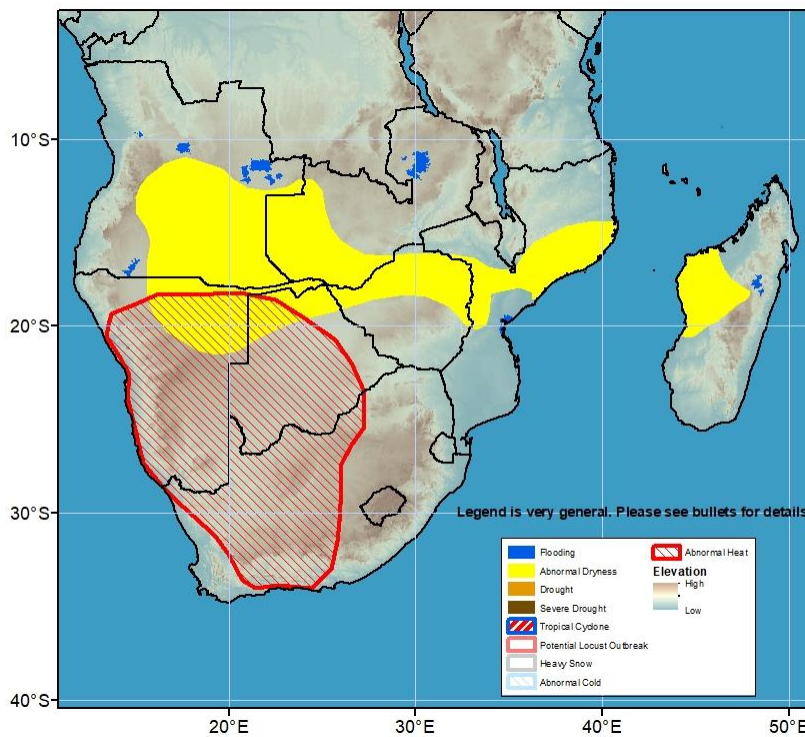 10°S
20°S
30°S
40°S
20°E
30°E
40°E
50°E
Legend is very general. Please see bullets for details
Flooding
Abnormal Dryness
Drought
Severe Drought
Tropical Cyclone
Potential Locust Outbreak
Heavy Snow
Abnormal Cold
Abnormal Heat
Elevation
High
Low